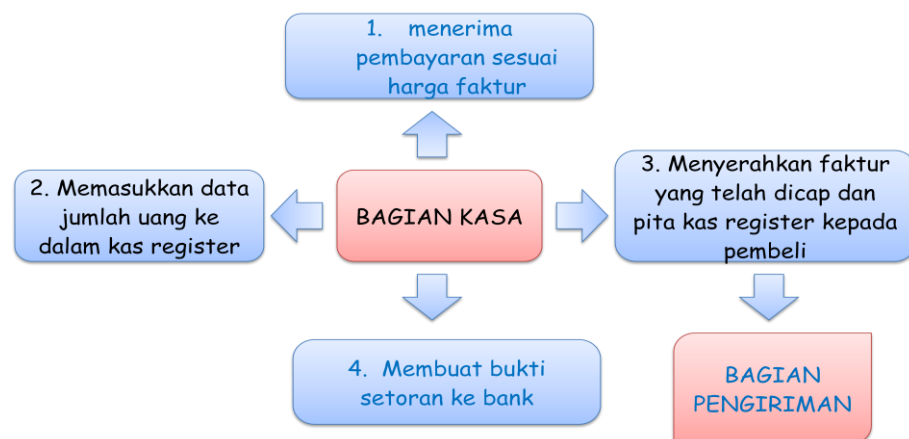 1. menerima
pembayaran sesuai
harga faktur
2. Memasukkan data
jumlah uang ke
dalam kas register
BAGIAN KASA
3. Menyerahkan faktur
yang telah dicap dan
pita kas register kepada
pembeli
4. Membuat bukti
setoran ke bank
BAGIAN
PENGIRIMAN